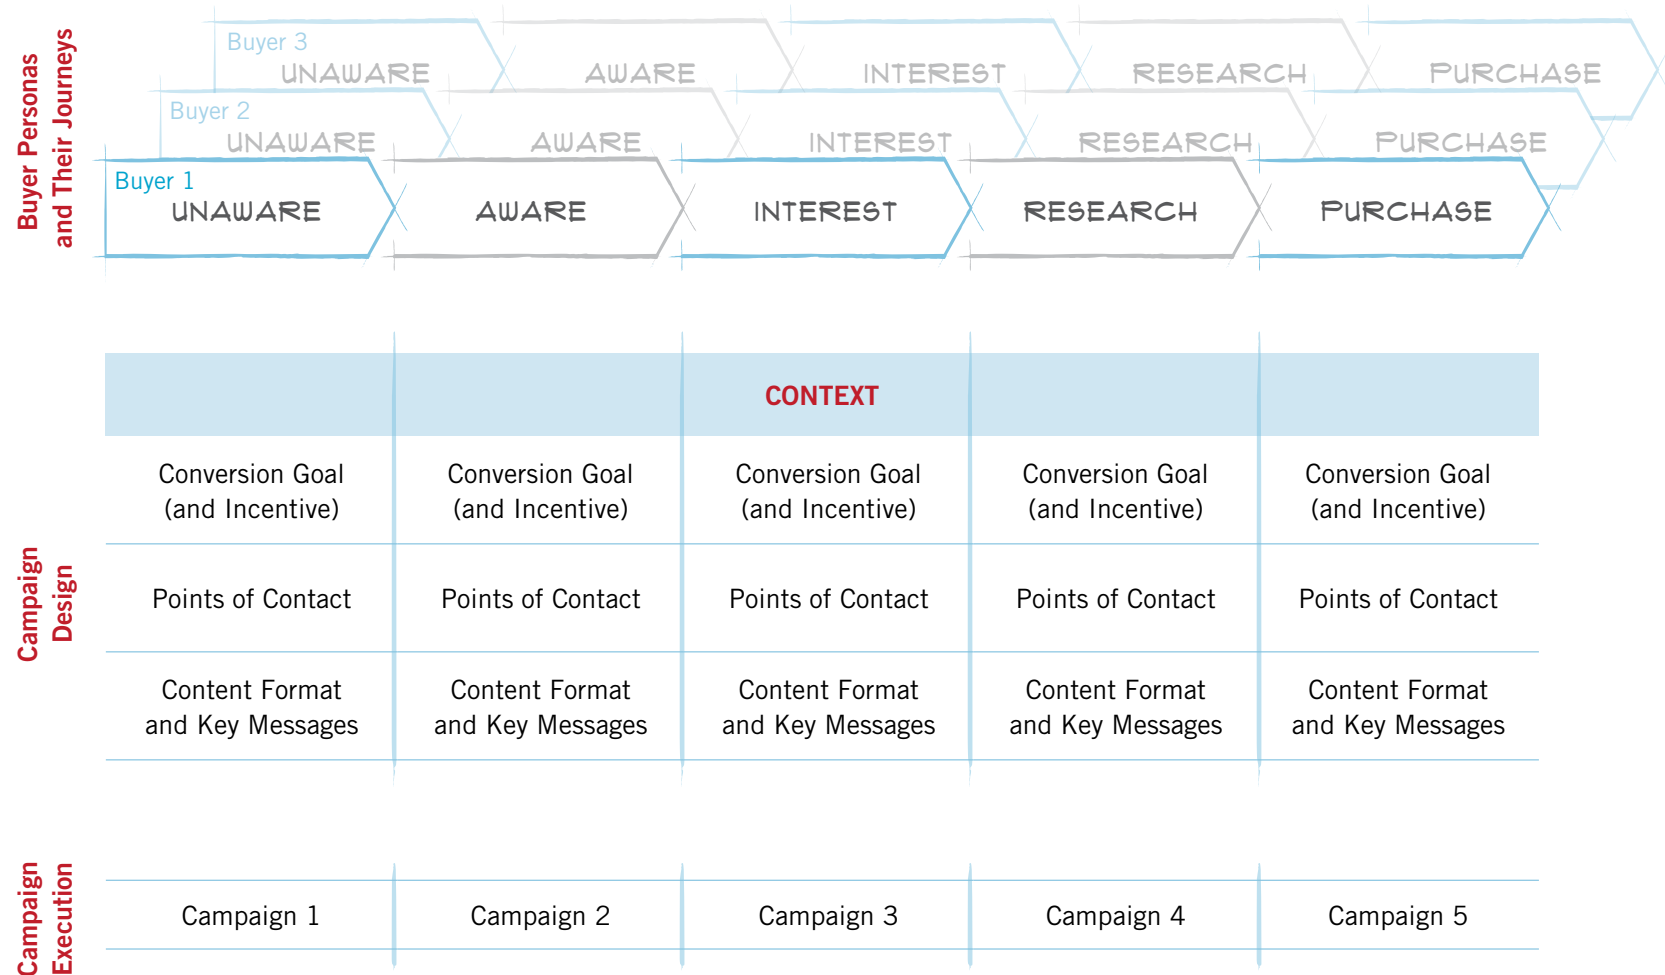 Buyer Personas
and Their Journeys
Buyer 3
UNAWARE AWARE INTEREST RESEARCH PURCHASE
Buyer 2
UNAWARE AWARE INTEREST RESEARCH PURCHASE
Buyer 1
UNAWARE AWARE INTEREST RESEARCH PURCHASE
CONTEXT
Campaign
Design
Conversion Goal Conversion Goal Conversion Goal Conversion Goal Conversion Goal
(and Incentive) (and Incentive) (and Incentive) (and Incentive) (and Incentive)
Points of Contact Points of Contact Points of Contact Points of Contact Points of Contact
Content Format Content Format Content Format Content Format Content Format
and Key Messages and Key Messages and Key Messages and Key Messages and Key Messages
Campaign
Execution
Campaign 1 Campaign 2 Campaign 3 Campaign 4 Campaign 5